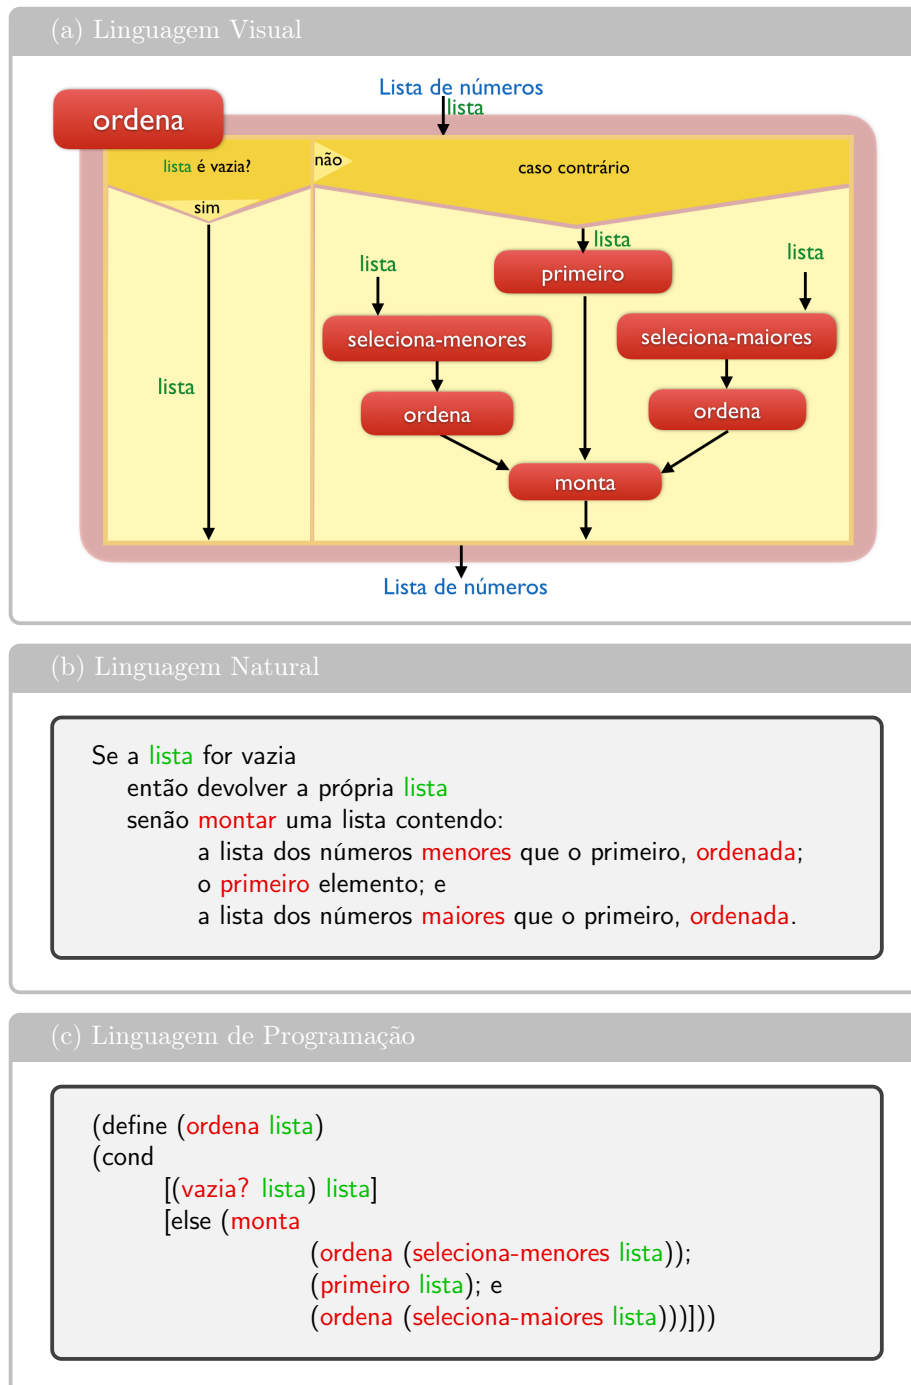 (a) Linguagem Visual
Lista de números
lista
ordena
lista é vazia?
não
caso contrário
sim
lista
lista
lista
primeiro
seleciona-menores
seleciona-maiores
lista
ordena
ordena
monta
Lista de números
(b) Linguagem Natural
Se a lista for vazia
então devolver a própria lista
senão montar uma lista contendo:
a lista dos números menores que o primeiro, ordenada;
o primeiro elemento; e
a lista dos números maiores que o primeiro, ordenada.
(c) Linguagem de Programação
(define (ordena lista)
(cond
[(vazia? lista) lista]
[else (monta
(ordena (seleciona-menores lista));
(primeiro lista); e
(ordena (seleciona-maiores lista)))]))